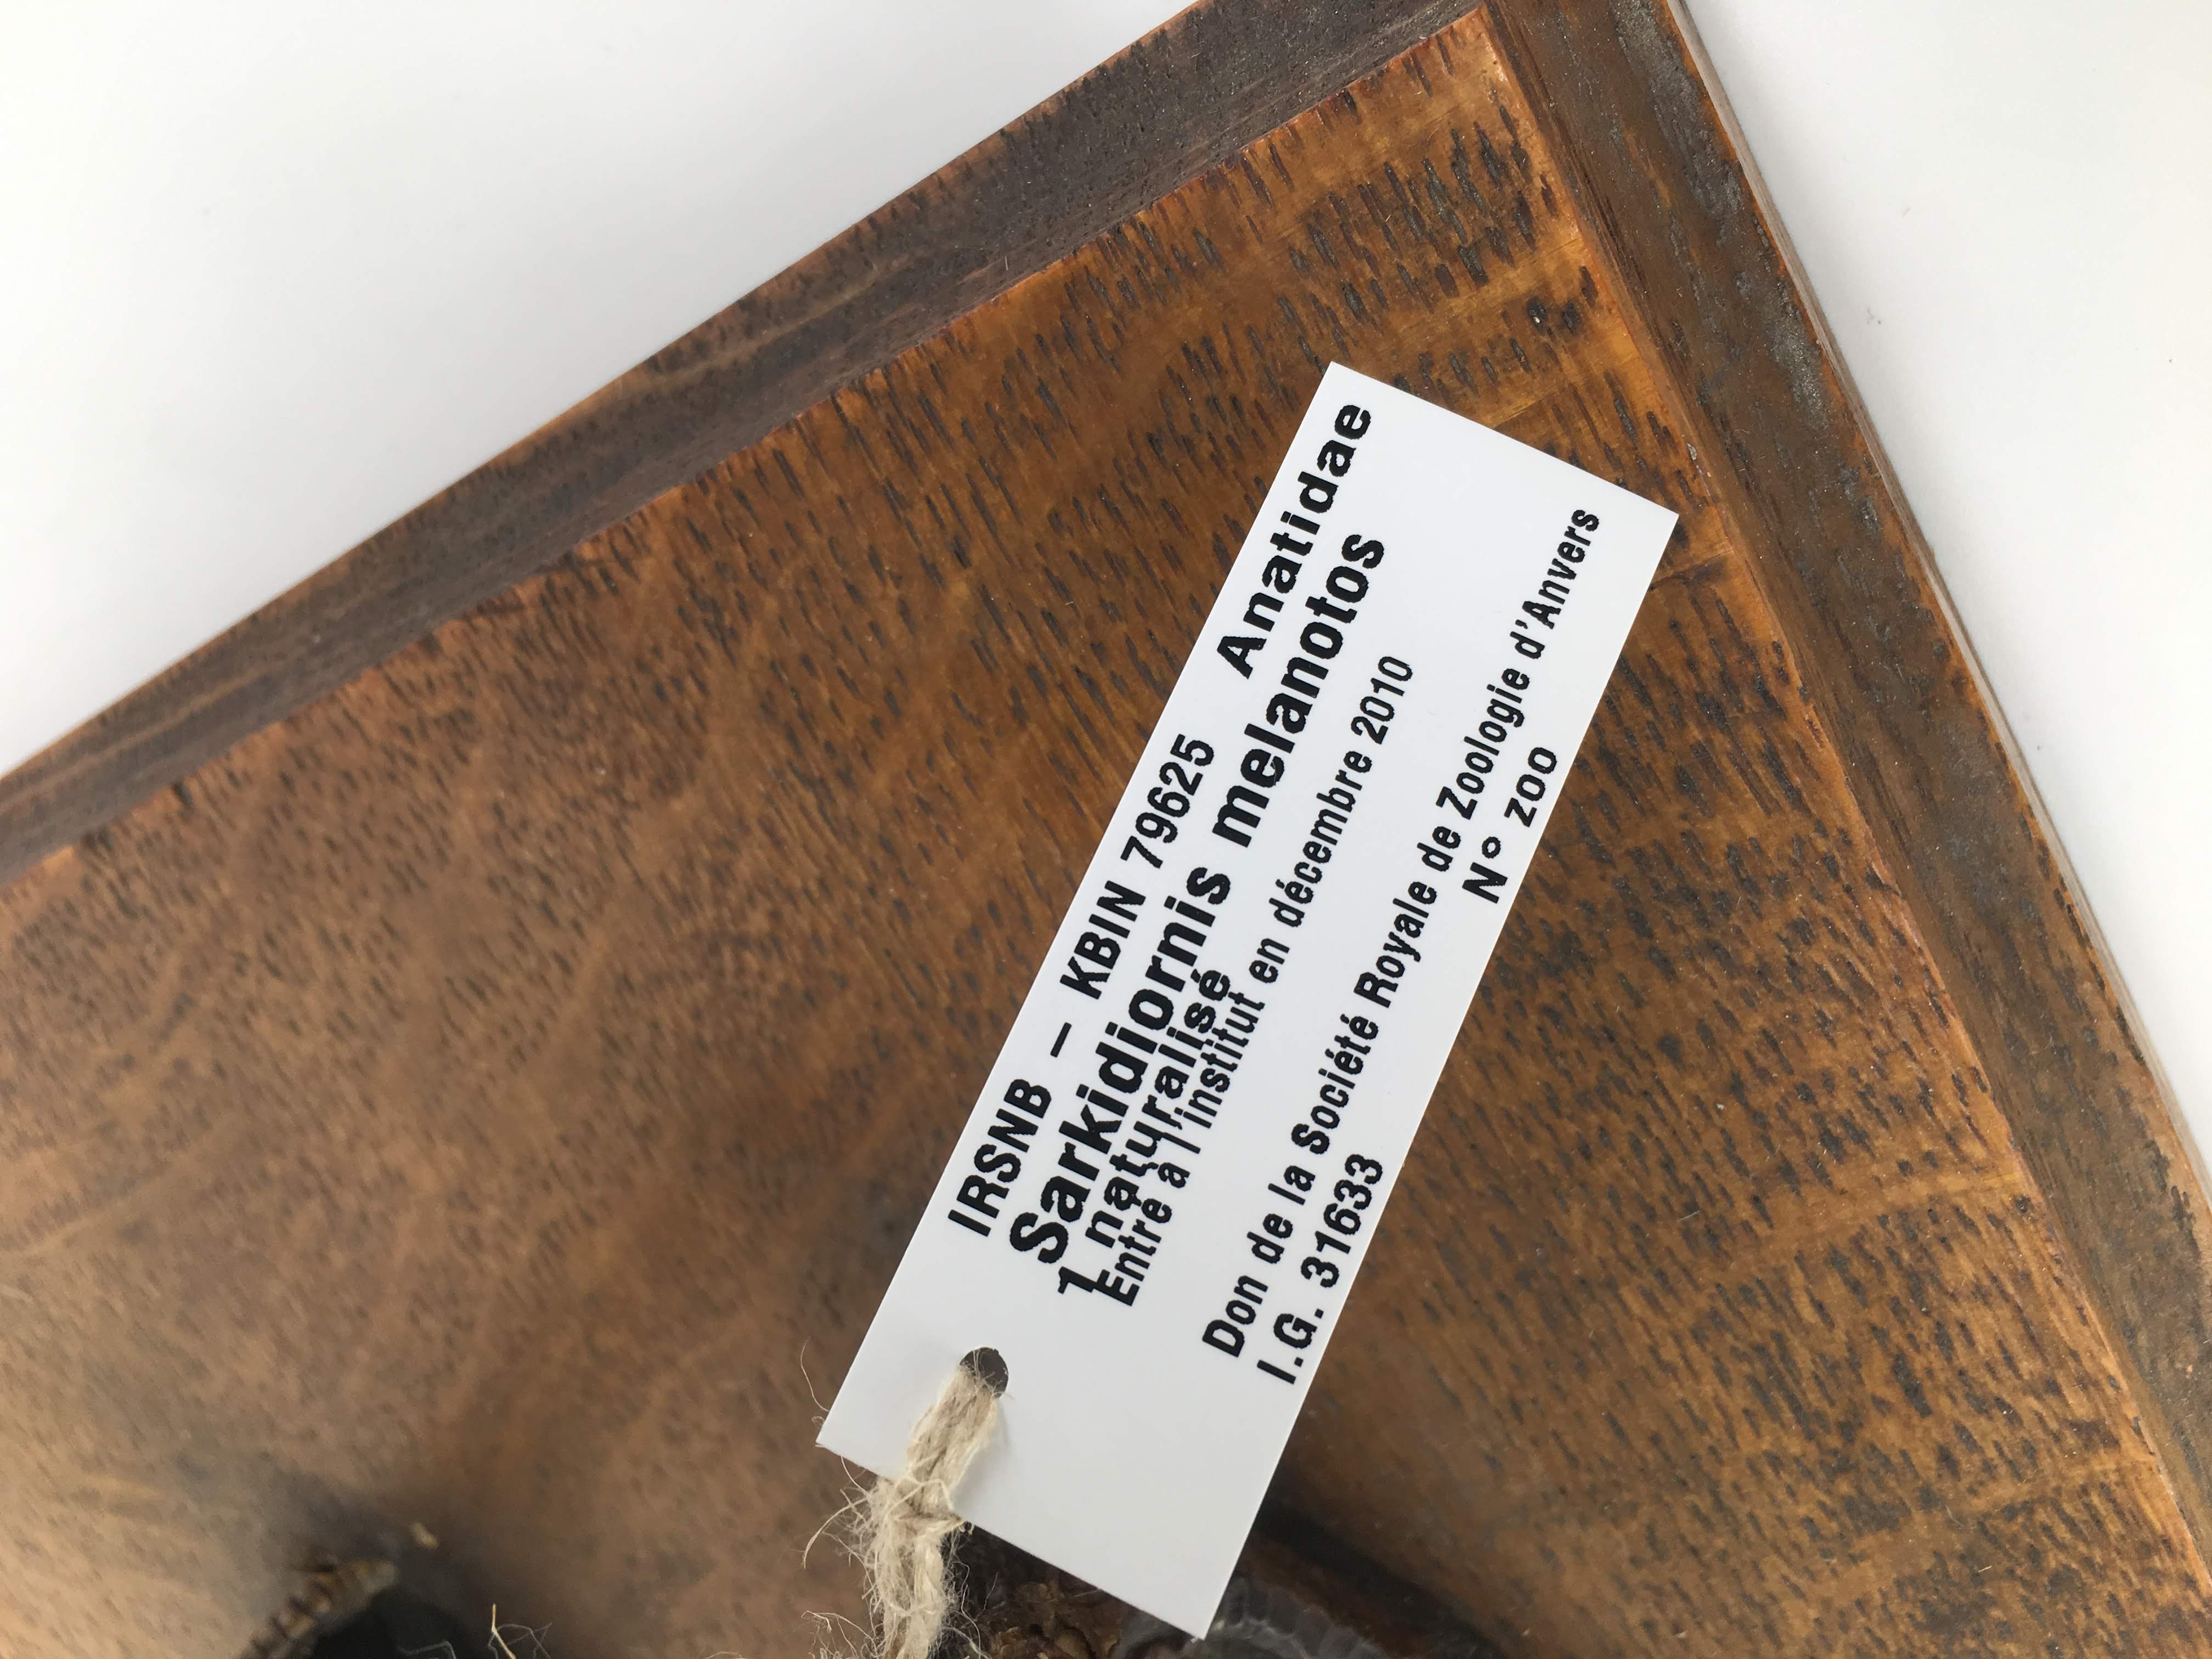 IRSNB – KBIN 79625 Anatidae
Sarkidiornis melanotos
1 naturalisé
Entré à l'institut en décembre 2010
Don de la Société Royale de Zoologie d'Anvers
I.G. 31633 N° zoo